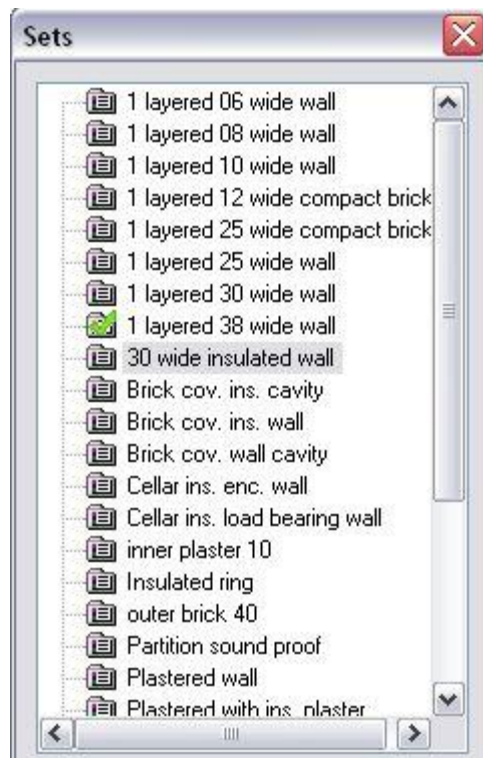 Sets
1 layered 06 wide wall
1 layered 08 wide wall
1 layered 10 wide wall
1 layered 12 wide compact brick
1 layered 25 wide compact brick
1 layered 25 wide wall
1 layered 30 wide wall
1 layered 38 wide wall
30 wide insulated wall
Brick cov. ins. cavity
Brick cov. ins. wall
Brick cov. wall cavity
Cellar ins. enc. wall
Cellar ins. load bearing wall
inner plaster 10
Insulated ring
outer brick 40
Partition sound proof
Plastered wall
Plastered with ins. plaster